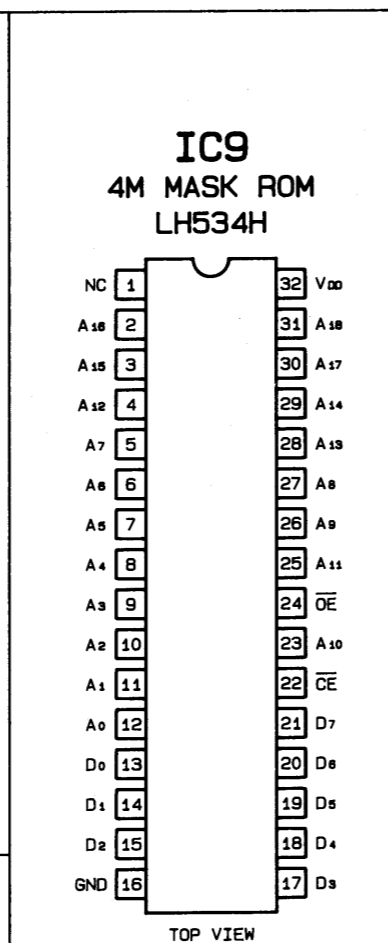 IC9
4M MASK ROM
LH534H
NC 1 32 VDD
A16 2 31 A18
A15 3 30 A17
A12 4 29 A14
A7 5 28 A13
A6 6 27 A8
A5 7 26 A9
A4 8 25 A11
A3 9 24 OE
A2 10 23 A10
A1 11 22 CE
A0 12 21 D7
D0 13 20 D6
D1 14 19 D5
D2 15 18 D4
GND 16 17 D3
TOP VIEW